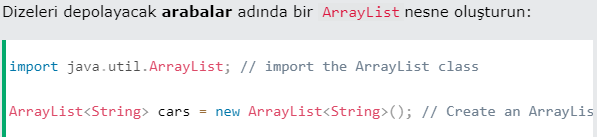 Dizeleri depolayacak arabalar adında bir ArrayList nesne oluşturun:
import java.util.ArrayList; // import the ArrayList class
ArrayList<String> cars = new ArrayList<String>(); // Create an ArrayLis